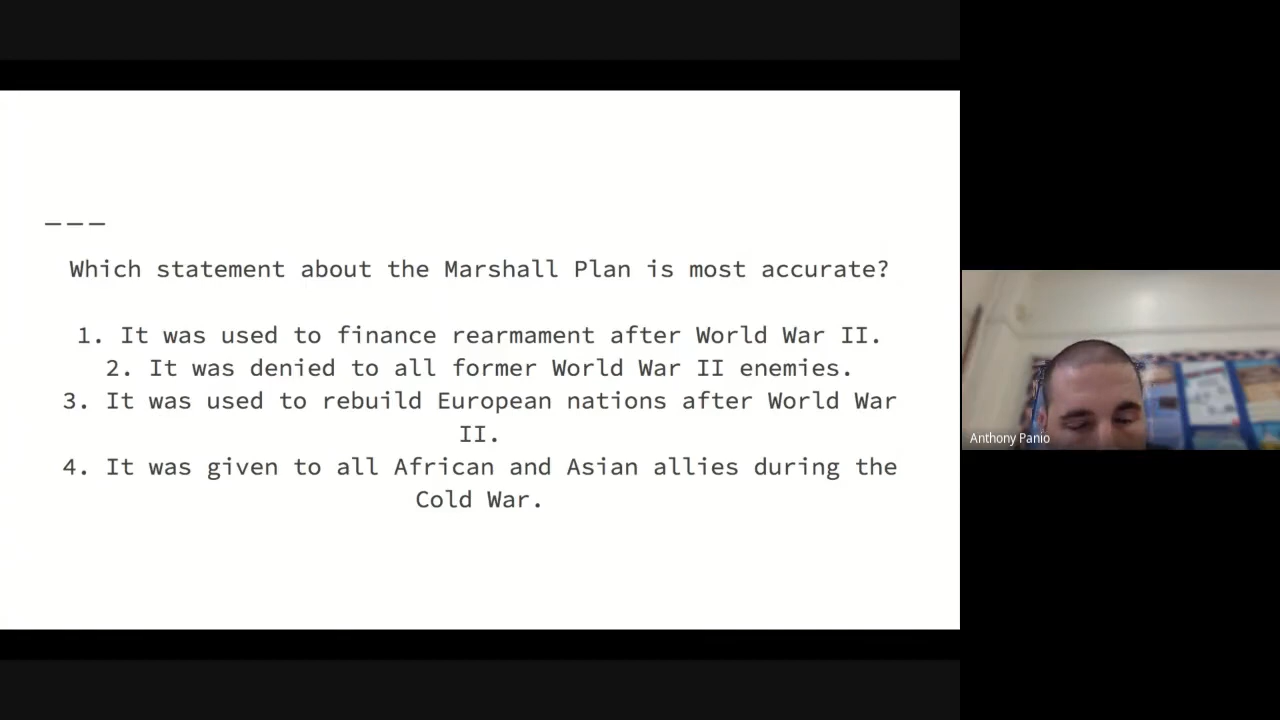 ———
Which statement about the Marshall Plan is most accurate?
1. It was used to finance rearmament after World War II.
2. It was denied to all former World War II enemies.
3. It was used to rebuild European nations after World War
II.
4. It was given to all African and Asian allies during the
Cold War.
Anthony Panio